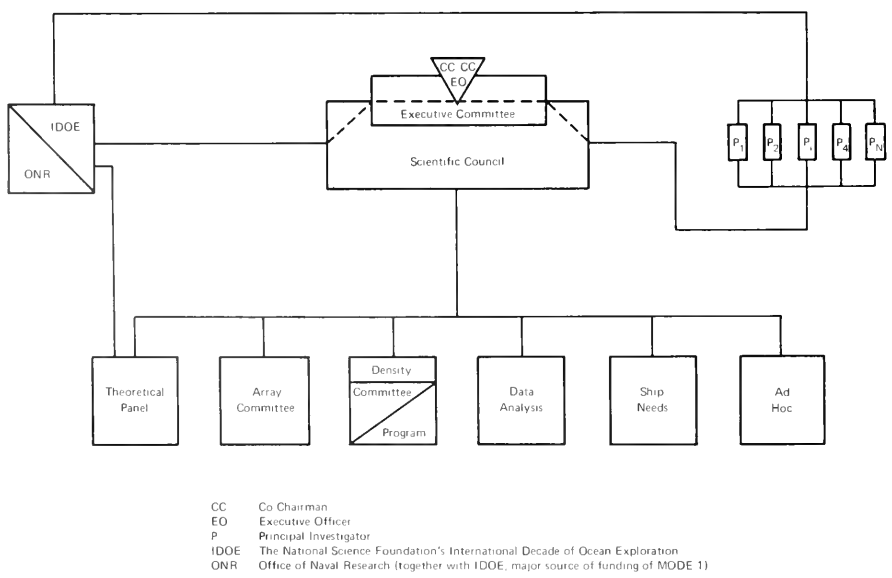 CC CC
EO
Executive Committee
Scientific Council
IDOE
ONR
P1
P2
P4
PN
Theoretical
Panel
Array
Committee
Density
Committee
Program
Data
Analysis
Ship
Needs
Ad
Hoc
CC Co Chairman
EO Executive Officer
P Principal Investigator
IDOE The National Science Foundation's International Decade of Ocean Exploration
ONR Office of Naval Research (together with IDOE, major source of funding of MODE 1)